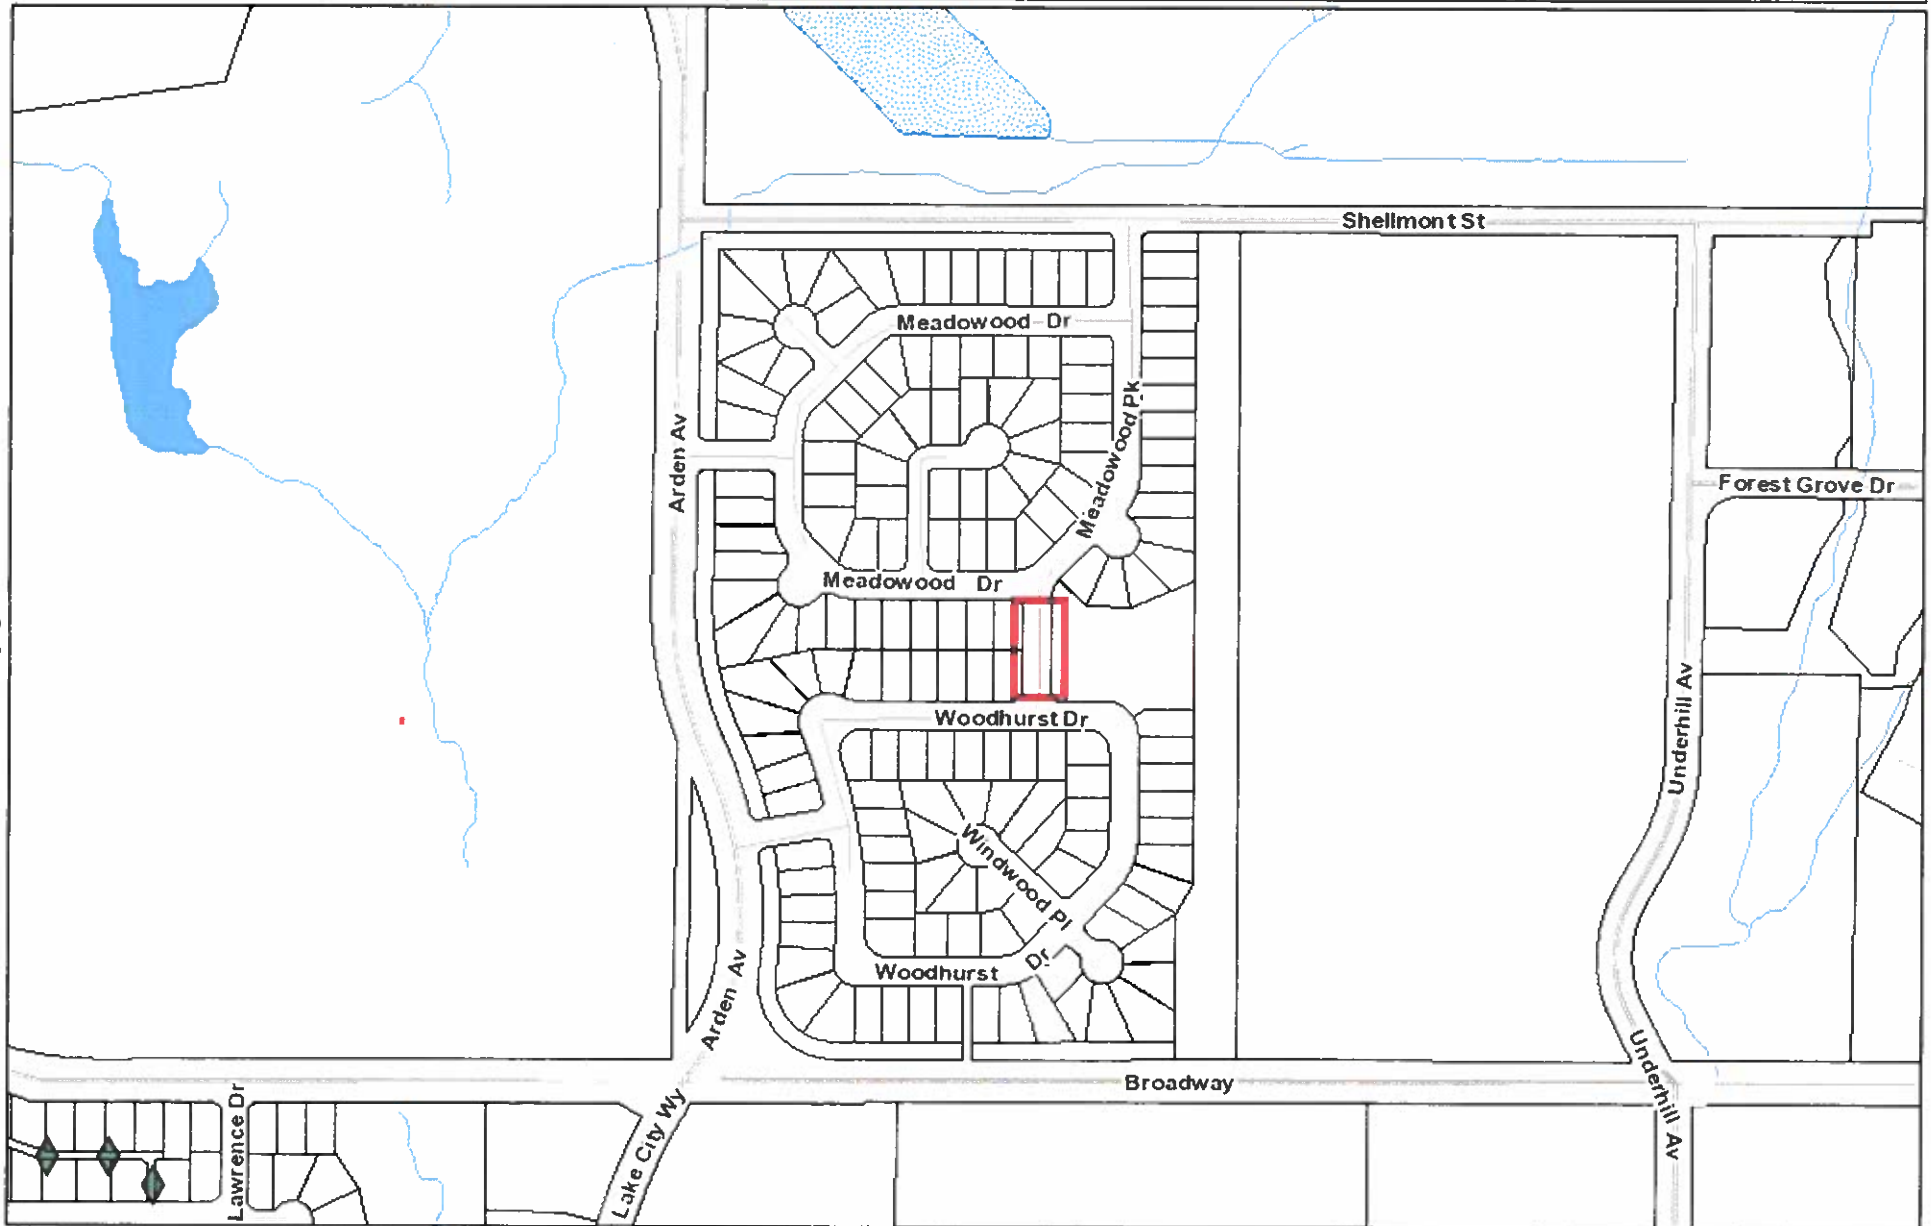 Shellmont St
Meadowood Dr
Meadowood Pk
Arden Av
Forest Grove Dr
Meadowood Dr
Underhill Av
Woodhurst Dr
Windwood Pl
Woodhurst Dr
Arden Av
Broadway
Underhill Av
Lawrence Dr
Lake City Wy